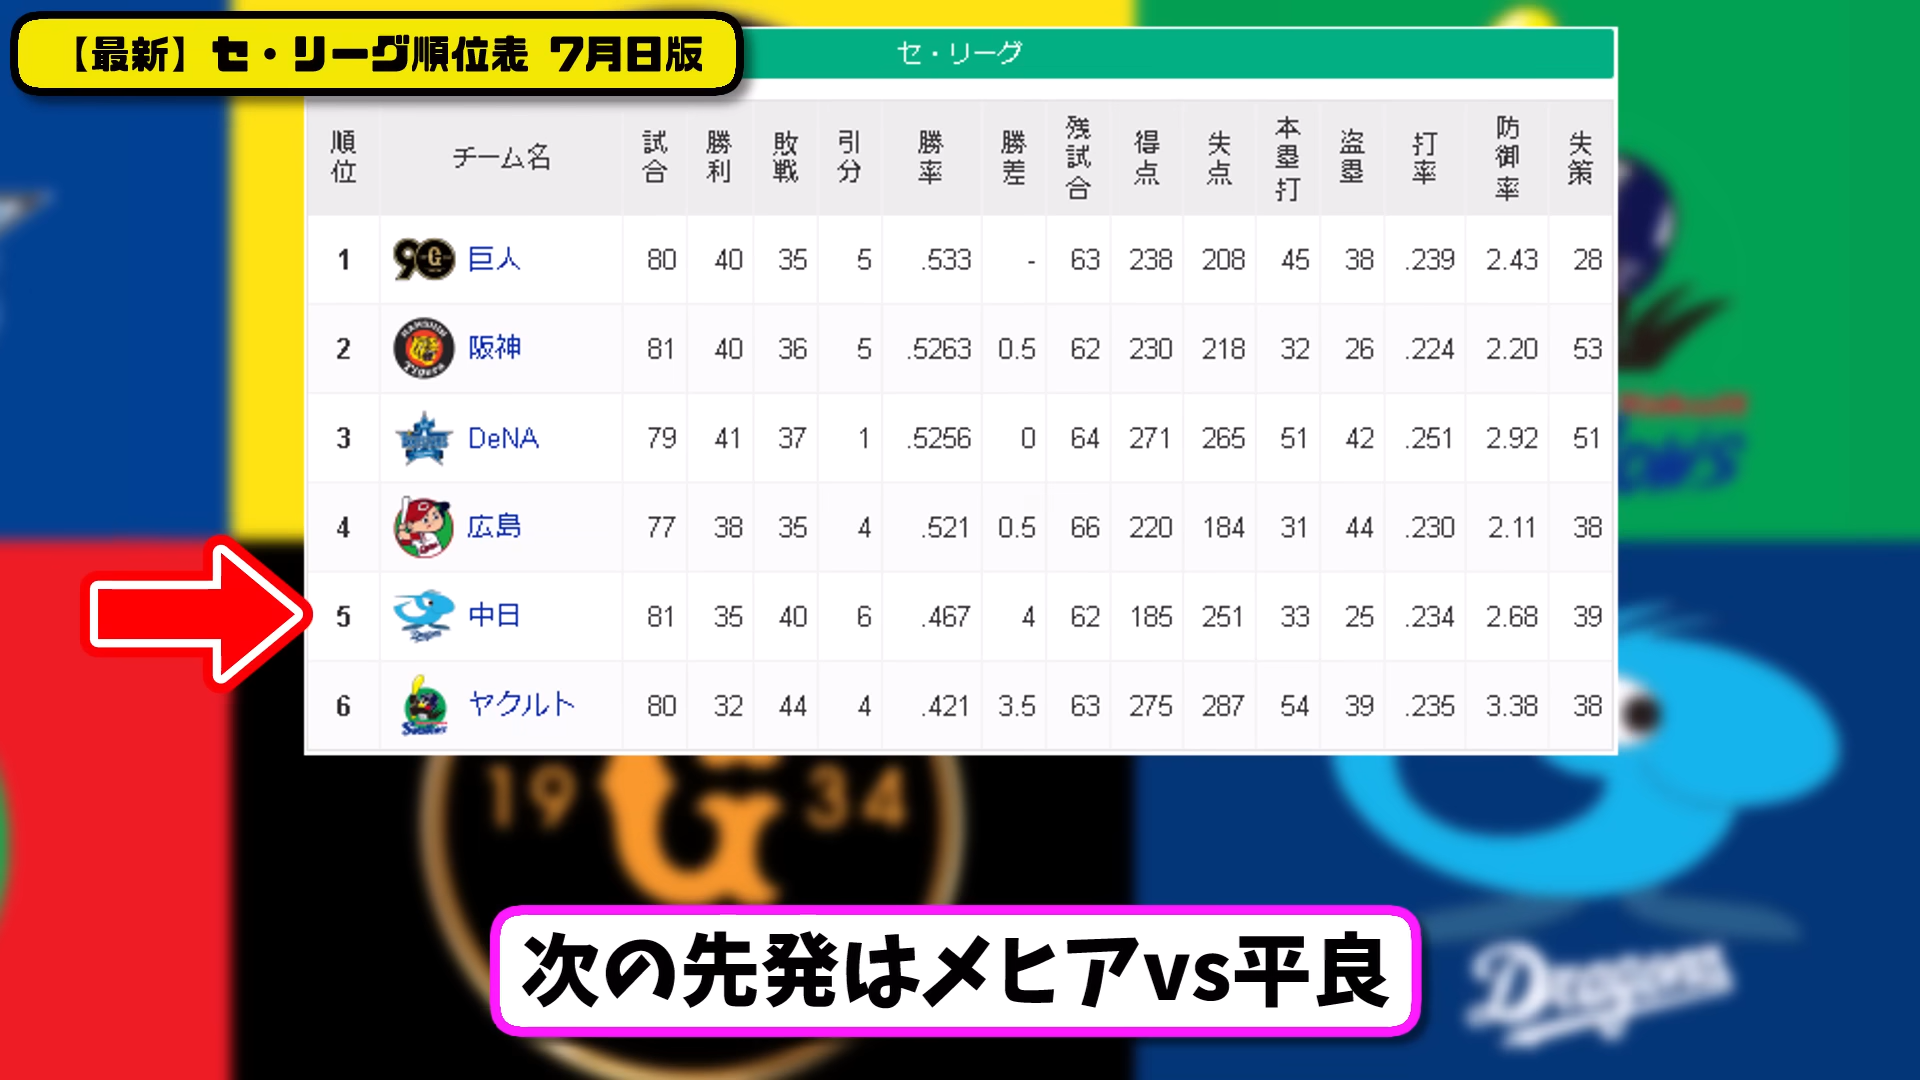 【最新】セ・リーグ順位表 7月日版
セ・リーグ
順位 チーム名 試合 勝利 敗戦 引分 勝率 勝差 残試合 得点 失点 本塁打 盗塁 打率 防御率 失策
1 巨人 80 40 35 5 .533 - 63 238 208 45 38 .239 2.43 28
2 阪神 81 40 36 5 .5263 0.5 62 230 218 32 26 .224 2.20 53
3 DeNA 79 41 37 1 .5256 0 64 271 265 51 42 .251 2.92 51
4 広島 77 38 35 4 .521 0.5 66 220 184 31 44 .230 2.11 38
5 中日 81 35 40 6 .467 4 62 185 251 33 25 .234 2.68 39
6 ヤクルト 80 32 44 4 .421 3.5 63 275 287 54 39 .235 3.38 38
19 G 34
次の先発はメヒアvs平良
Dragons